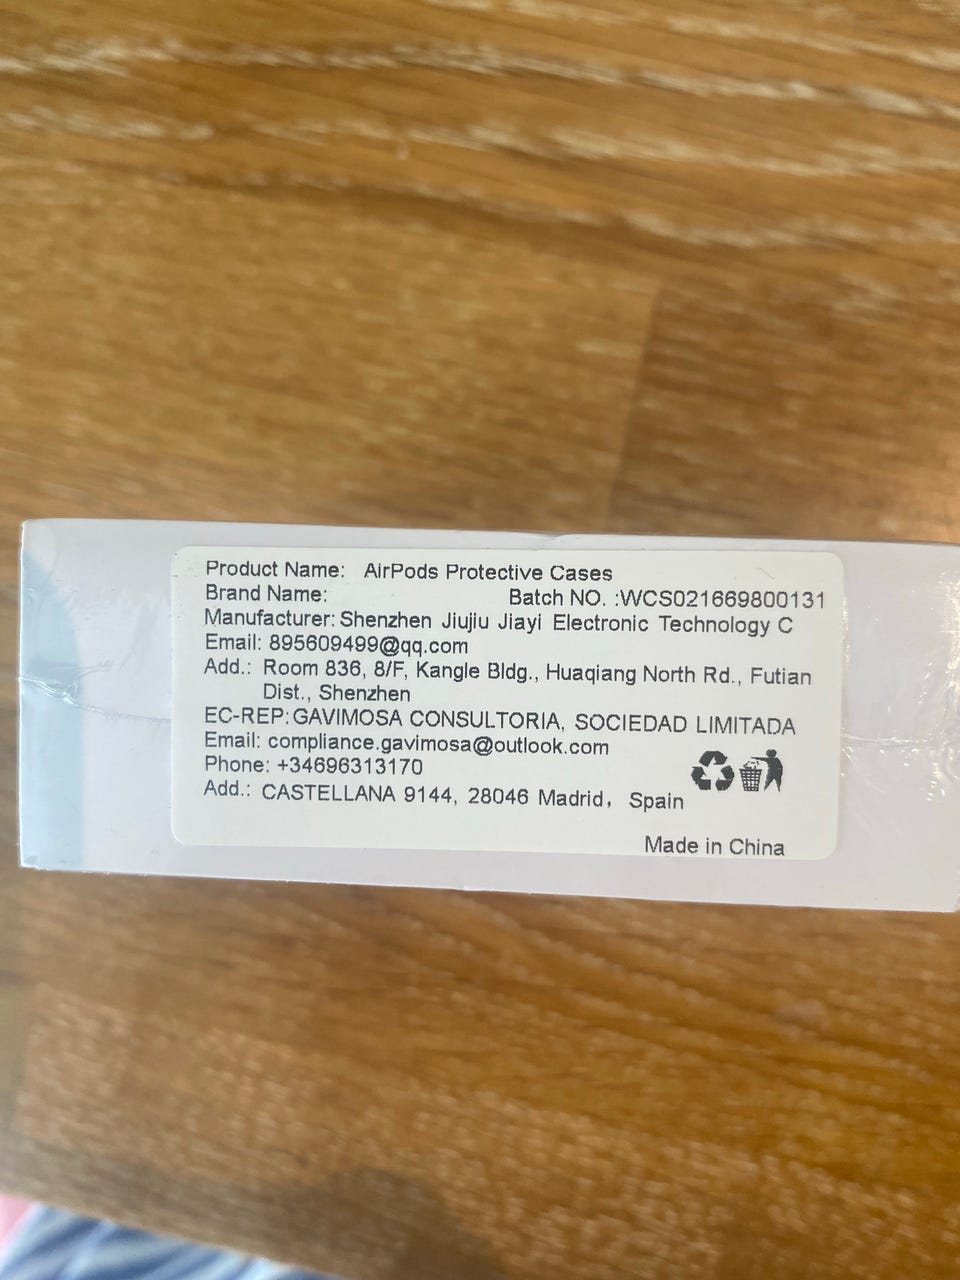 Product Name: AirPods Protective Cases
Brand Name: Batch NO. :WCS021669800131
Manufacturer: Shenzhen Jiujiu Jiayi Electronic Technology C
Email: 895609499@qq.com
Add.: Room 836, 8/F, Kangle Bldg., Huaqiang North Rd., Futian
Dist., Shenzhen
EC-REP: GAVIMOSA CONSULTORIA, SOCIEDAD LIMITADA
Email: compliance.gavimosa@outlook.com
Phone: +34696313170
Add.: CASTELLANA 9144, 28046 Madrid, Spain
Made in China